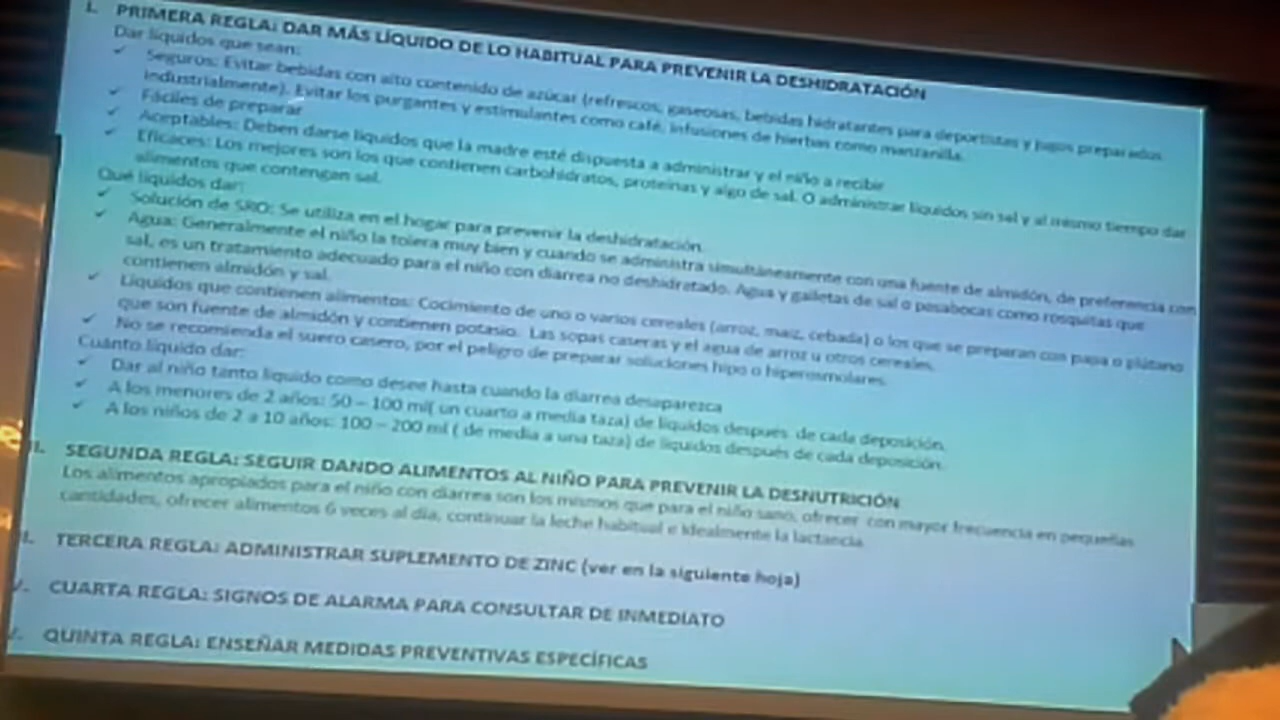 I. PRIMERA REGLA: DAR MÁS LÍQUIDO DE LO HABITUAL PARA PREVENIR LA DESHIDRATACIÓN
Dar líquidos que sean:
✓ Seguros: Evitar bebidas con alto contenido de azúcar (refrescos, gaseosas, bebidas hidratantes para deportistas y jugos preparados
industrialmente). Evitar los purgantes y estimulantes como café, infusiones de hierbas como manzanilla.
✓ Fáciles de preparar
✓ Aceptables: Deben darse líquidos que la madre esté dispuesta a administrar y el niño a recibir
✓ Eficaces: Los mejores son los que contienen carbohidratos, proteínas y algo de sal. O administrar líquidos sin sal y al mismo tiempo dar
alimentos que contengan sal.
Qué líquidos dar:
✓ Solución de SRO: Se utiliza en el hogar para prevenir la deshidratación.
✓ Agua: Generalmente el niño la tolera muy bien y cuando se administra simultáneamente con una fuente de almidón, de preferencia con
sal, es un tratamiento adecuado para el niño con diarrea no deshidratado. Agua y galletas de sal o pasabocas como rosquitas que
contienen almidón y sal.
✓ Líquidos que contienen alimentos: Cocimiento de uno o varios cereales (arroz, maíz, cebada) o los que se preparan con papa o plátano
que son fuente de almidón y contienen potasio. Las sopas caseras y el agua de arroz u otros cereales.
✓ No se recomienda el suero casero, por el peligro de preparar soluciones hipo o hiperosmolares.
Cuánto líquido dar:
✓ Dar al niño tanto líquido como desee hasta cuando la diarrea desaparezca
✓ A los menores de 2 años: 50 – 100 ml( un cuarto a media taza) de líquidos después de cada deposición.
✓ A los niños de 2 a 10 años: 100 – 200 ml ( de media a una taza) de líquidos después de cada deposición.
II. SEGUNDA REGLA: SEGUIR DANDO ALIMENTOS AL NIÑO PARA PREVENIR LA DESNUTRICIÓN
Los alimentos apropiados para el niño con diarrea son los mismos que para el niño sano, ofrecer con mayor frecuencia en pequeñas
cantidades, ofrecer alimentos 6 veces al día, continuar la leche habitual e idealmente la lactancia
TERCERA REGLA: ADMINISTRAR SUPLEMENTO DE ZINC (ver en la siguiente hoja)
CUARTA REGLA: SIGNOS DE ALARMA PARA CONSULTAR DE INMEDIATO
QUINTA REGLA: ENSEÑAR MEDIDAS PREVENTIVAS ESPECÍFICAS